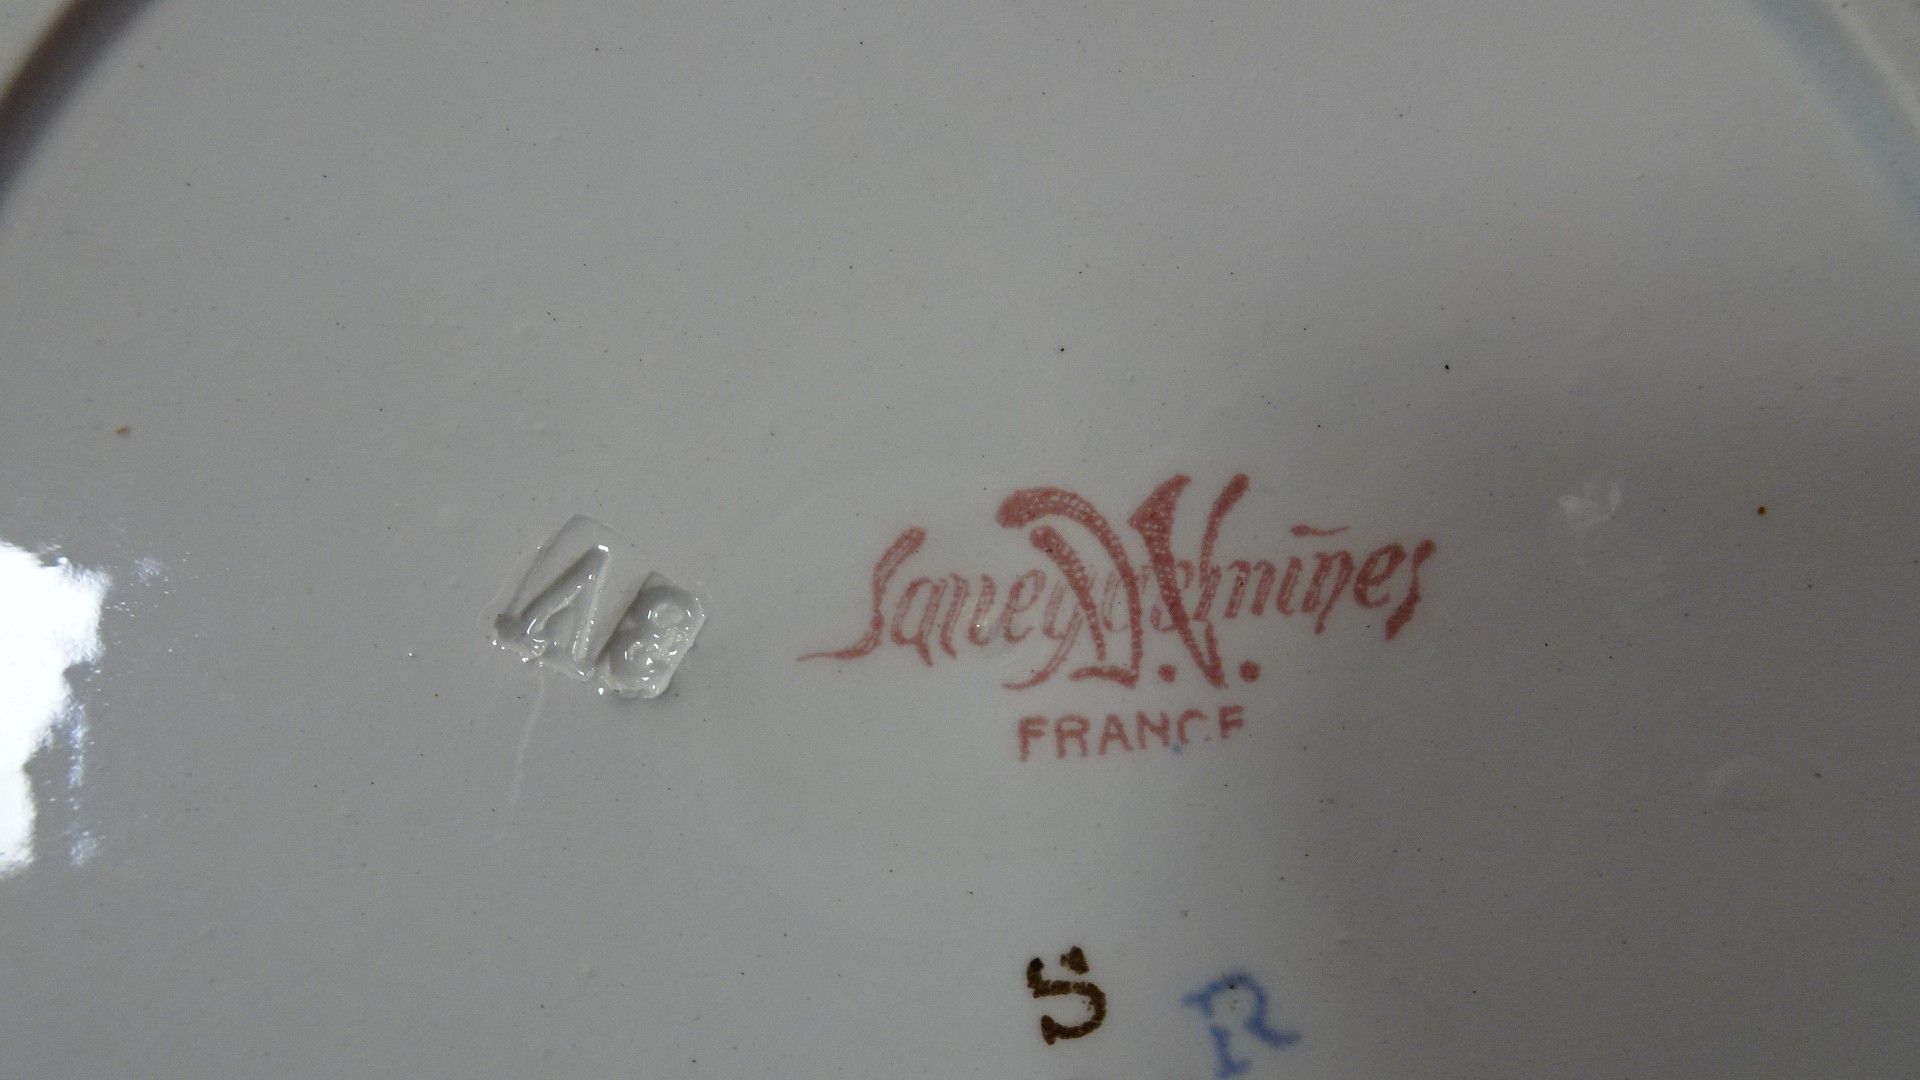 Sarreguemines
D.V.
FRANCE
S
R